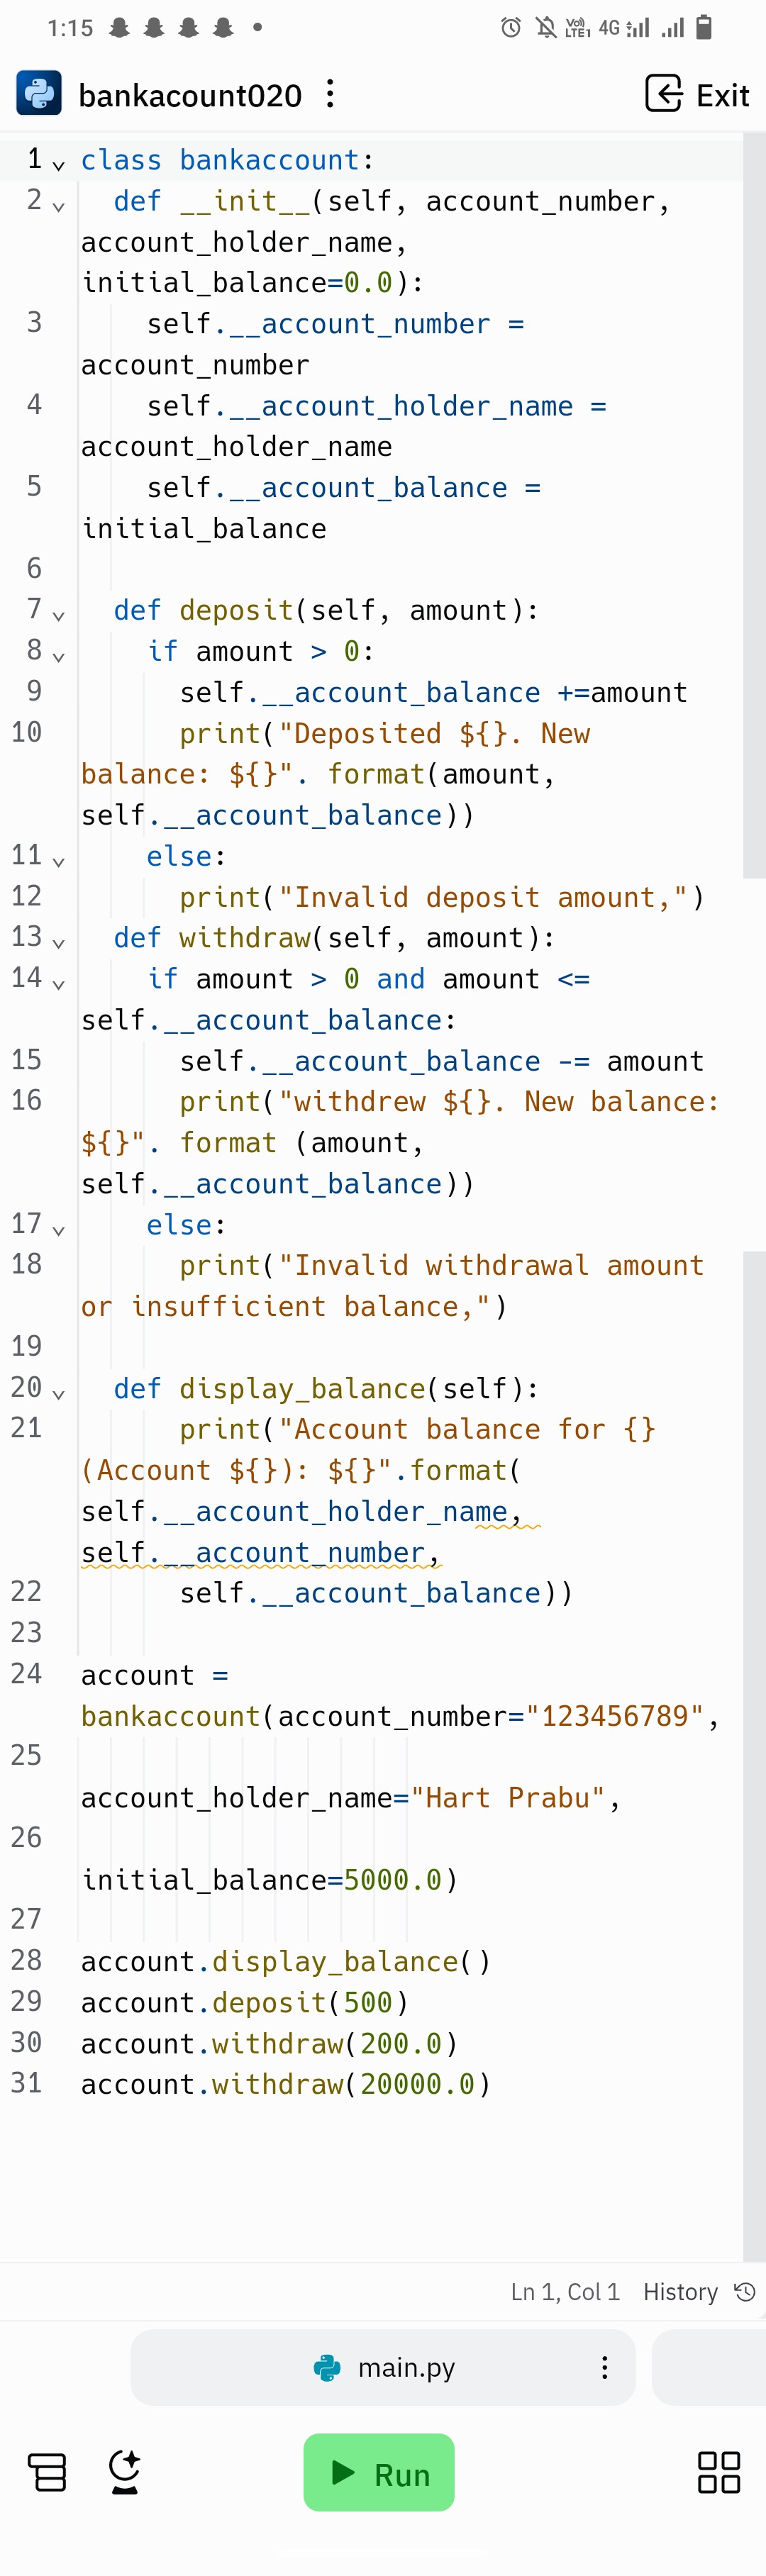 1:15
Vo) LTE1 4G
bankacount020
Exit
1 class bankaccount:
2   def __init__(self, account_number,
account_holder_name,
initial_balance=0.0):
3     self.__account_number =
account_number
4     self.__account_holder_name =
account_holder_name
5     self.__account_balance =
initial_balance
6
7   def deposit(self, amount):
8     if amount > 0:
9       self.__account_balance +=amount
10       print("Deposited ${}. New
balance: ${}". format(amount,
self.__account_balance))
11     else:
12       print("Invalid deposit amount,")
13   def withdraw(self, amount):
14     if amount > 0 and amount <=
self.__account_balance:
15       self.__account_balance -= amount
16       print("withdrew ${}. New balance:
${}". format (amount,
self.__account_balance))
17     else:
18       print("Invalid withdrawal amount
or insufficient balance,")
19
20   def display_balance(self):
21       print("Account balance for {}
(Account ${}): ${}".format(
self.__account_holder_name,
self.__account_number,
22       self.__account_balance))
23
24 account =
bankaccount(account_number="123456789",
25
account_holder_name="Hart Prabu",
26
initial_balance=5000.0)
27
28 account.display_balance()
29 account.deposit(500)
30 account.withdraw(200.0)
31 account.withdraw(20000.0)
Ln 1, Col 1 History
main.py
Run